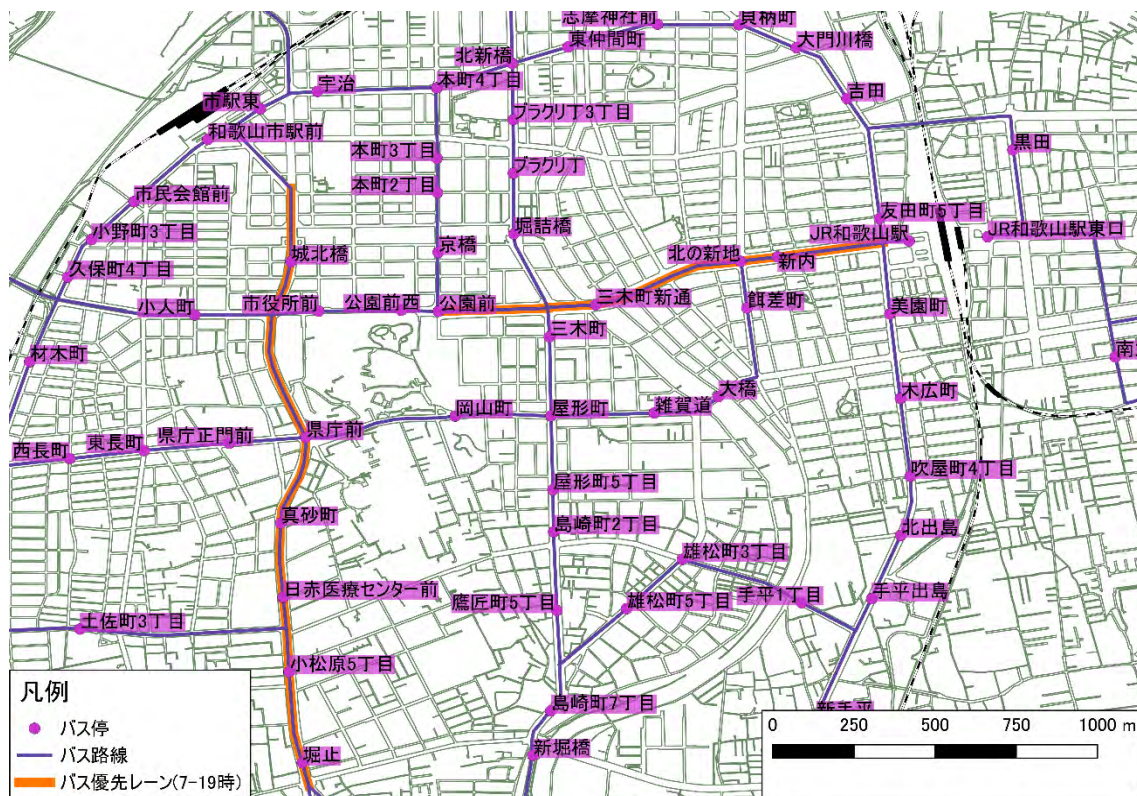 志摩神社前
貝柄町
東仲間町
大門川橋
北新橋
宇治
本町4丁目
吉田
市駅東
ブラクリ丁3丁目
和歌山市駅前
黒田
本町3丁目
ブラクリ丁
市民会館前
本町2丁目
友田町5丁目
小野町3丁目
堀詰橋
JR和歌山駅
JR和歌山駅東口
京橋
北の新地
新内
城北橋
久保町4丁目
小人町
市役所前
公園前西
公園前
三木町新通
餌差町
美園町
三木町
材木町
南
大橋
木広町
岡山町
屋形町
雑賀道
西長町
東長町
県庁正門前
県庁前
吹屋町4丁目
屋形町5丁目
真砂町
島崎町2丁目
北出島
雄松町3丁目
日赤医療センター前
鷹匠町5丁目
雄松町5丁目
手平1丁目
手平出島
土佐町3丁目
小松原5丁目
島崎町7丁目
新手平
新堀橋
堀止
凡例
バス停
バス路線
バス優先レーン(7-19時)
0 250 500 750 1000 m